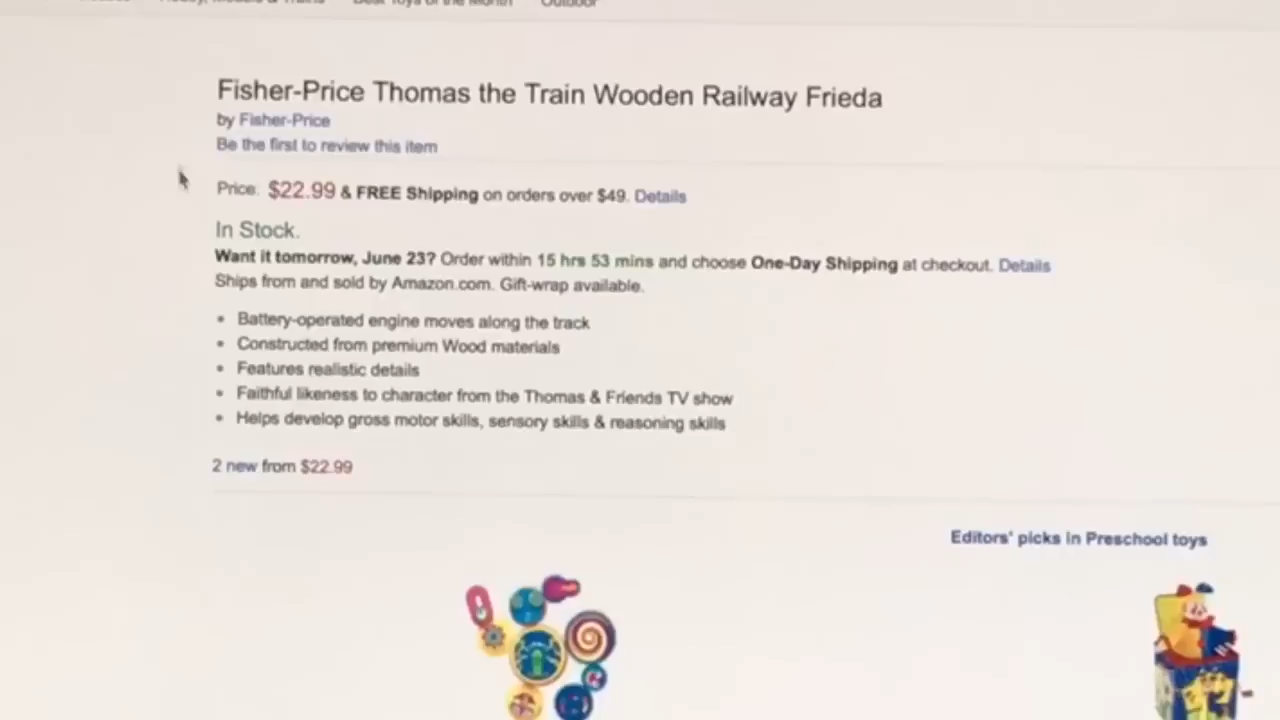 Fisher-Price Thomas the Train Wooden Railway Frieda
by Fisher-Price
Be the first to review this item
Price: $22.99 & FREE Shipping on orders over $49. Details
In Stock.
Want it tomorrow, June 23? Order within 15 hrs 53 mins and choose One-Day Shipping at checkout. Details
Ships from and sold by Amazon.com. Gift-wrap available.
• Battery-operated engine moves along the track
• Constructed from premium Wood materials
• Features realistic details
• Faithful likeness to character from the Thomas & Friends TV show
• Helps develop gross motor skills, sensory skills & reasoning skills
2 new from $22.99
Editors' picks in Preschool toys